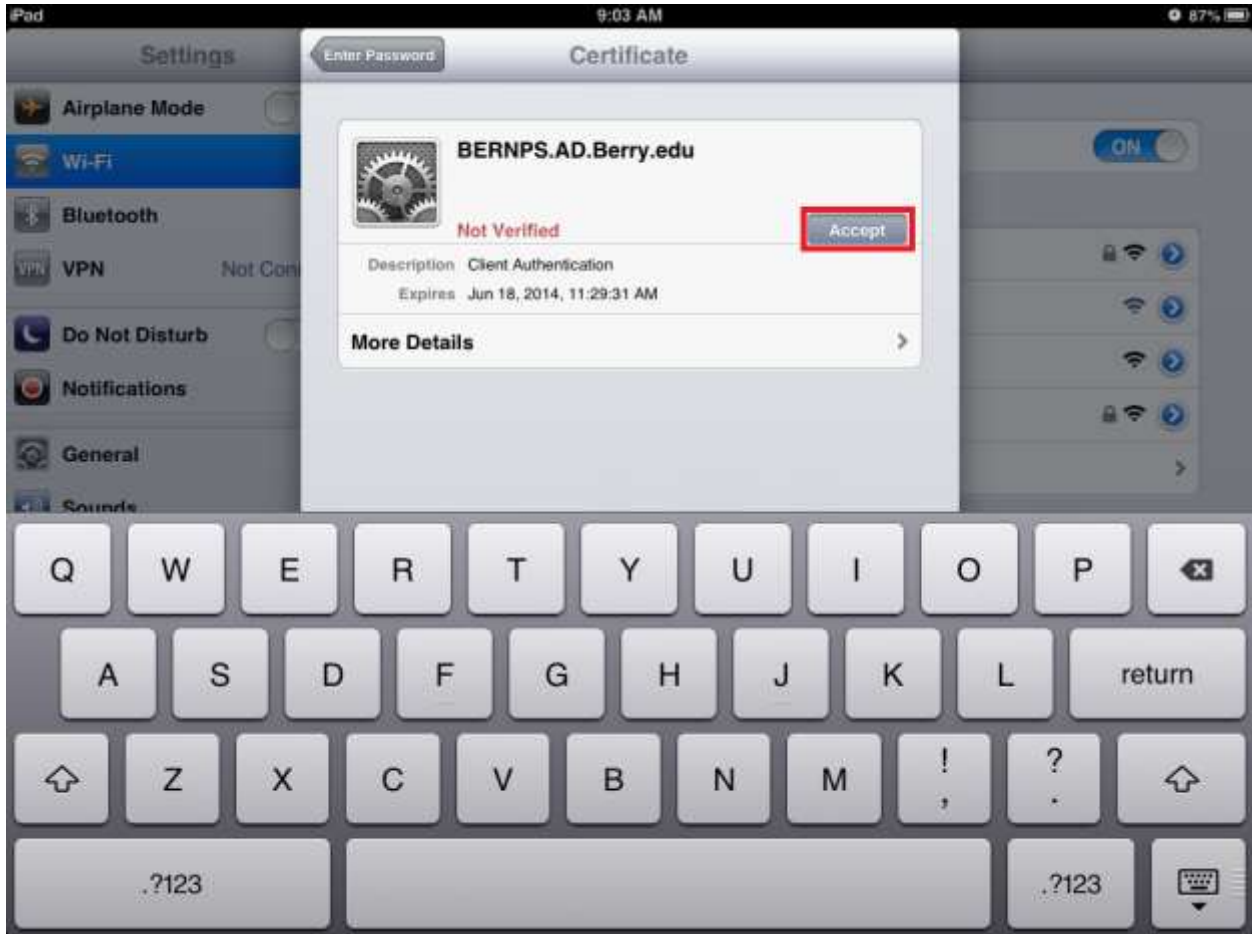 iPad 9:03 AM 87%
Settings
Enter Password Certificate
Airplane Mode
Wi-Fi
ON
BERNPS.AD.Berry.edu
Bluetooth
Not Verified Accept
VPN Not Con
Description Client Authentication
Expires Jun 18, 2014, 11:29:31 AM
Do Not Disturb
More Details
Notifications
General
Sounds
Q W E R T Y U I O P
A S D F G H J K L return
Z X C V B N M ! , ? .
.?123 .?123